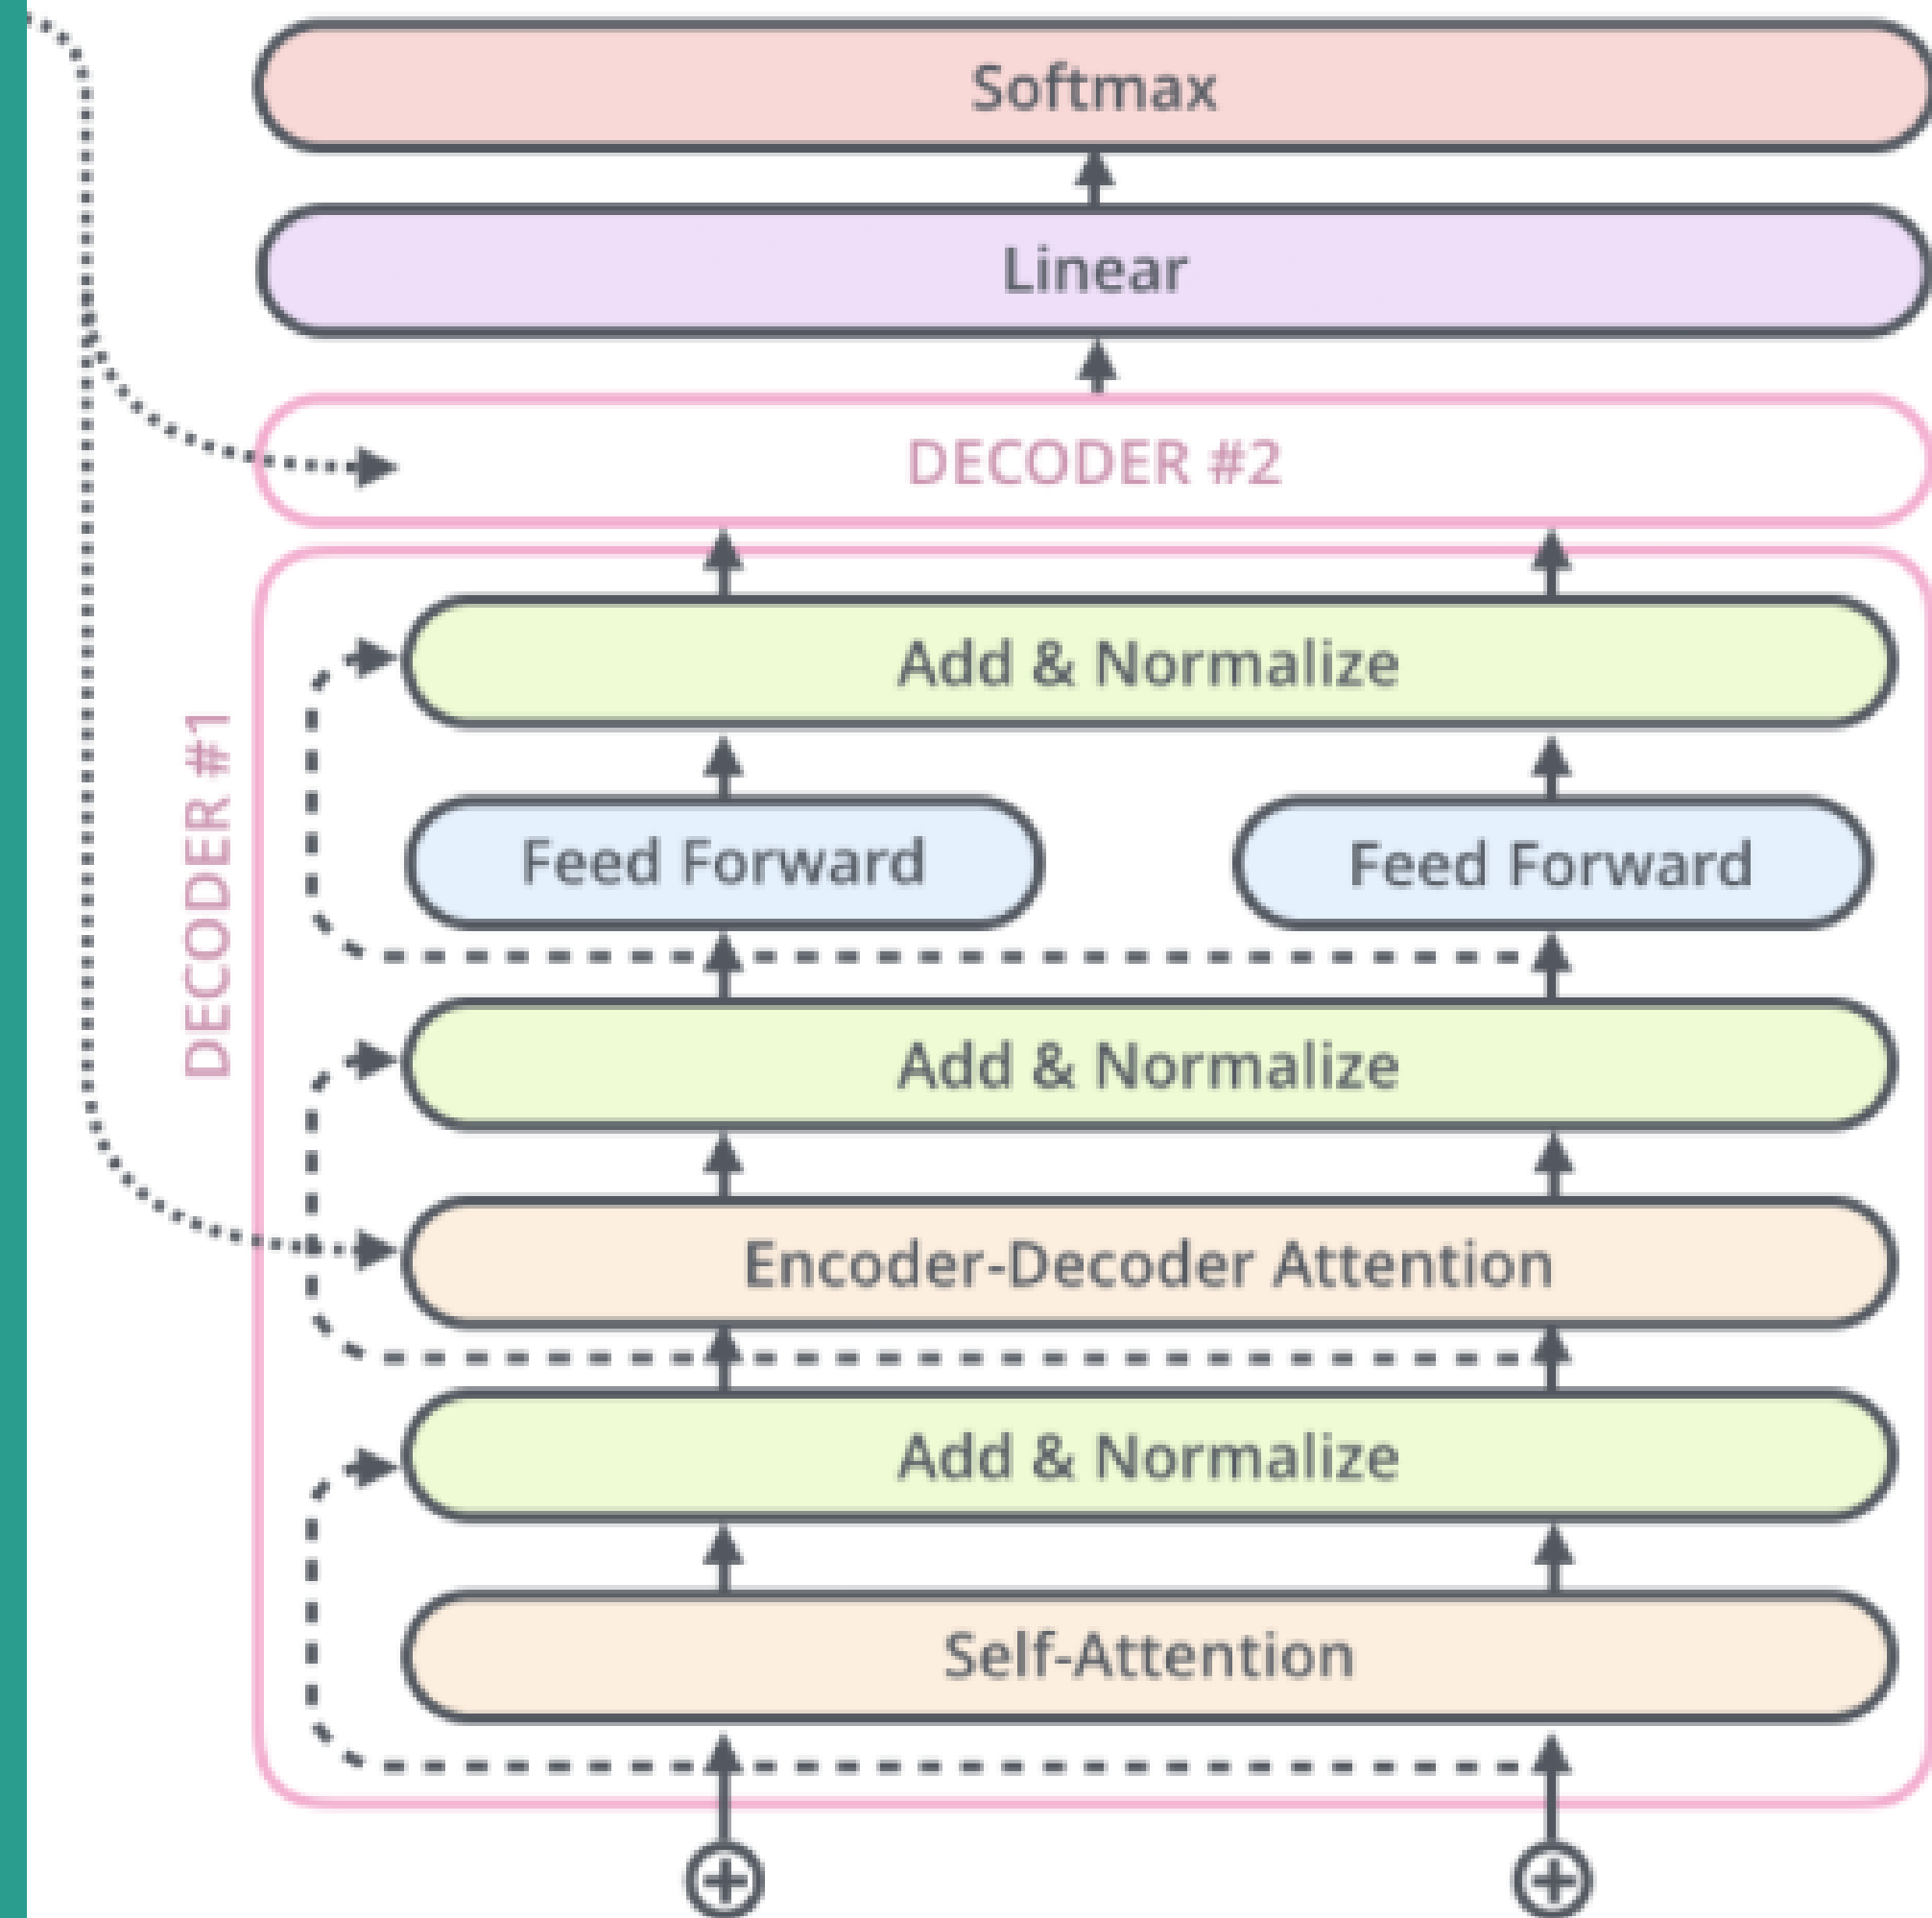 Softmax
Linear
DECODER #2
DECODER #1
Add & Normalize
Feed Forward
Feed Forward
Add & Normalize
Encoder-Decoder Attention
Add & Normalize
Self-Attention